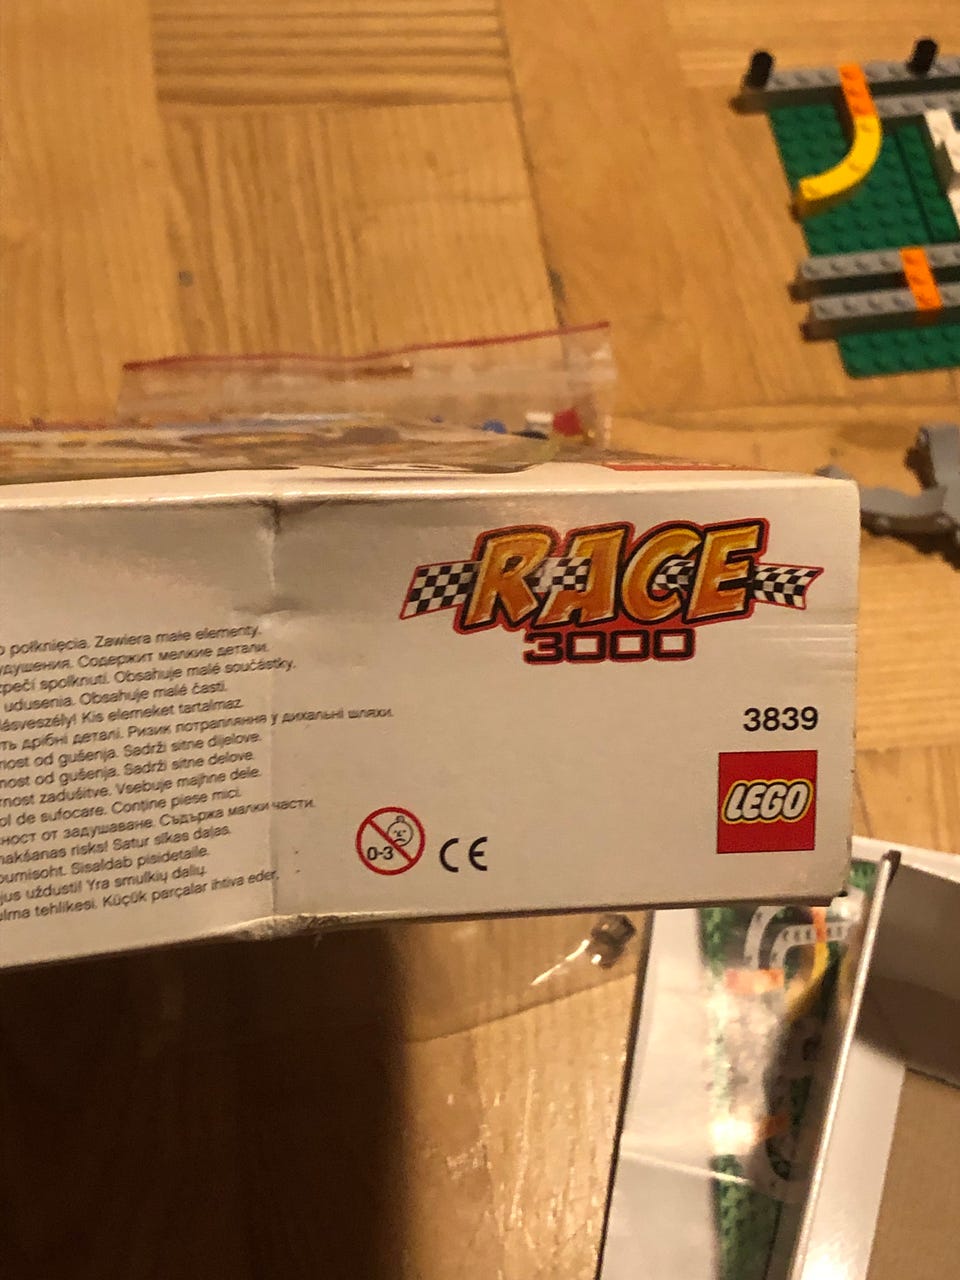 RACE
3000
połknięcia. Zawiera małe elementy.
удушения. Содержит мелкие детали.
spolknutí. Obsahuje malé součástky.
udusenia. Obsahuje malé časti.
Kis elemeket tartalmaz.
дрібні деталі. Ризик потрапляння у дихальні шляхи.
od gušenja. Sadrži sitne dijelove.
od gušenja. Sadrži sitne delove.
zadušitve. Vsebuje majhne dele.
de sufocare. Conține piese mici.
от задушаване. Съдържа малки части.
risks! Satur sīkas daļas.
Sisaldab pisidetaile.
Yra smulkių dalių.
tehlikesi. Küçük parçalar ihtiva eder.
3839
LEGO
0-3
CE